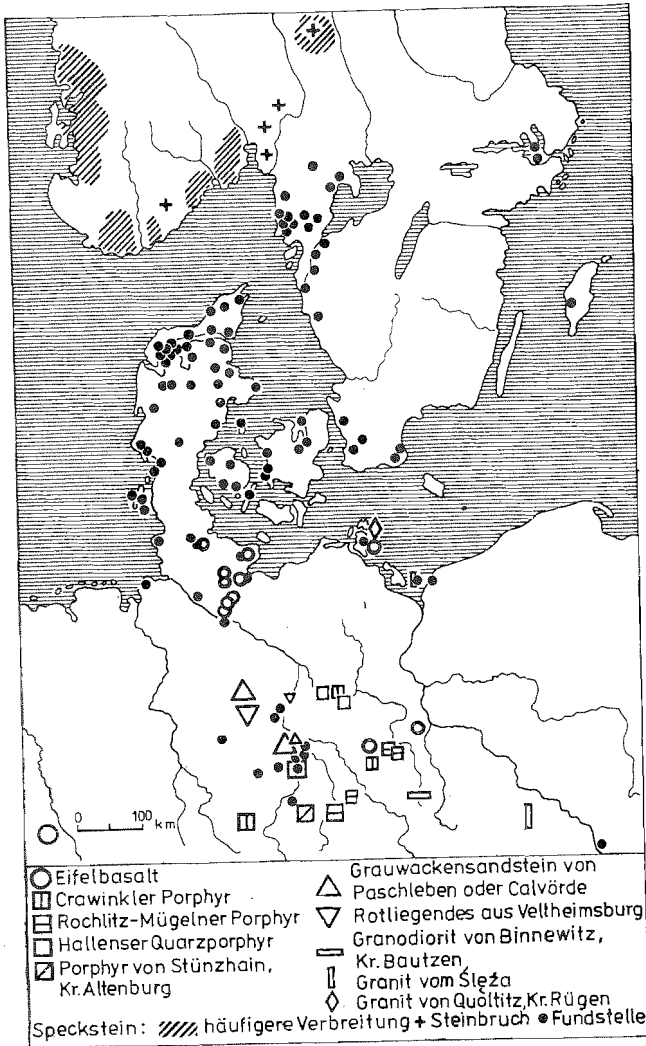 0 100 km
Eifelbasalt
Crawinkler Porphyr
Rochlitz-Mügelner Porphyr
Hallenser Quarzporphyr
Porphyr von Stünzhain,
Kr. Altenburg
Grauwackensandstein von
Paschleben oder Calvörde
Rotliegendes aus Veltheimsburg
Granodiorit von Binnewitz,
Kr. Bautzen
Granit vom Ślęża
Granit von Quoltitz, Kr. Rügen
Speckstein: häufigere Verbreitung + Steinbruch Fundstelle